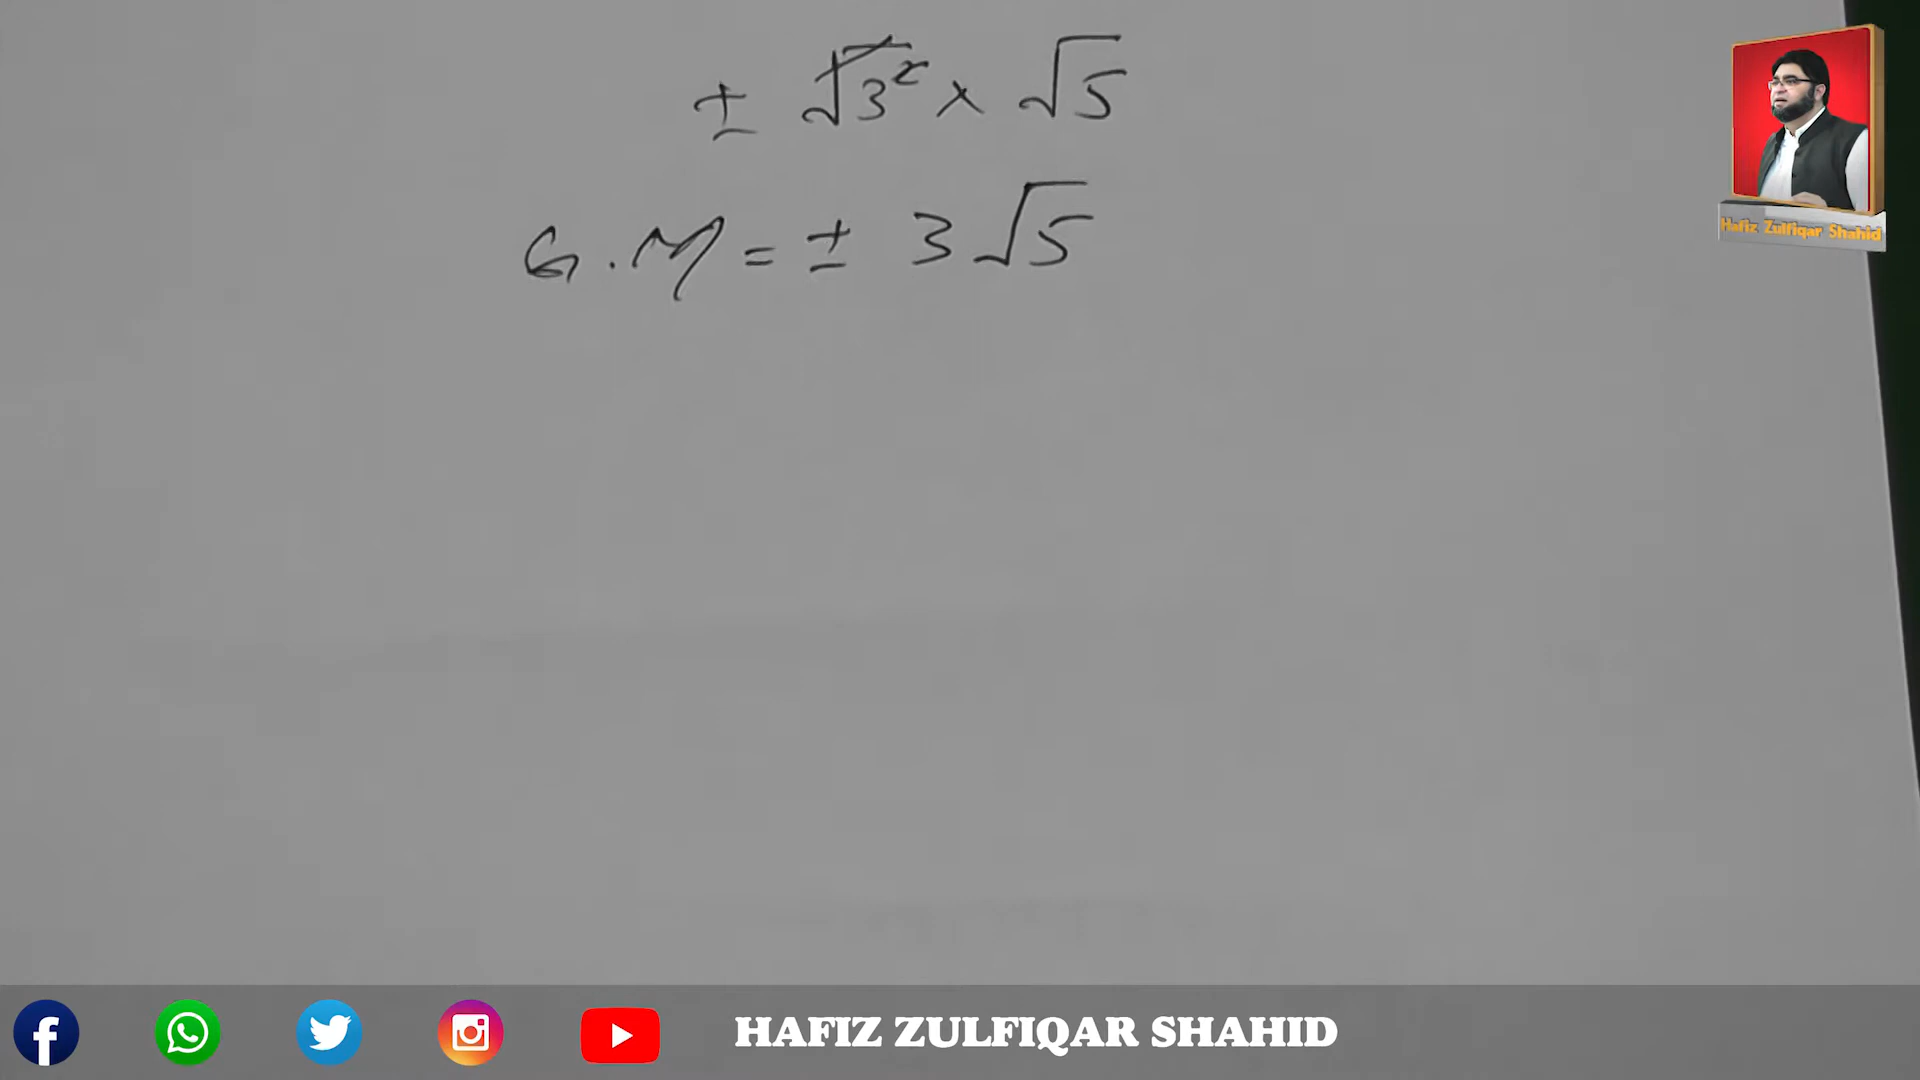 ± √3² × √5
G.M = ± 3√5
Hafiz Zulfiqar Shahid
HAFIZ ZULFIQAR SHAHID